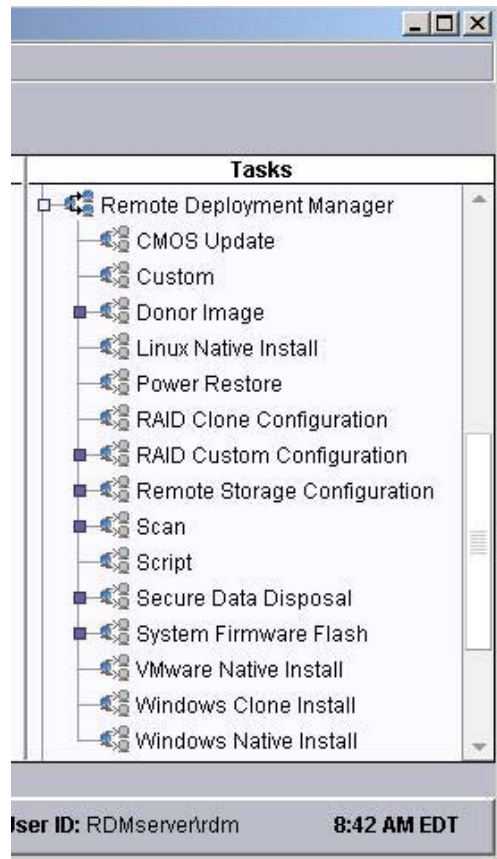 Tasks
Remote Deployment Manager
CMOS Update
Custom
Donor Image
Linux Native Install
Power Restore
RAID Clone Configuration
RAID Custom Configuration
Remote Storage Configuration
Scan
Script
Secure Data Disposal
System Firmware Flash
VMware Native Install
Windows Clone Install
Windows Native Install
User ID: RDMserver\rdm 8:42 AM EDT